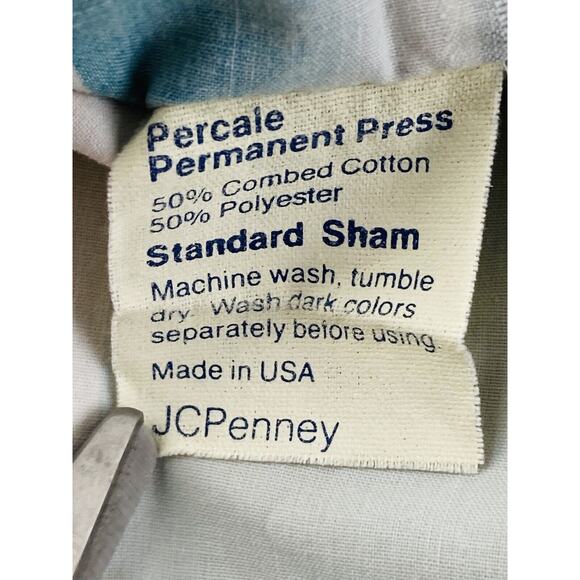 Percale
Permanent Press
50% Combed Cotton
50% Polyester
Standard Sham
Machine wash, tumble
dry. Wash dark colors
separately before using.
Made in USA
JCPenney